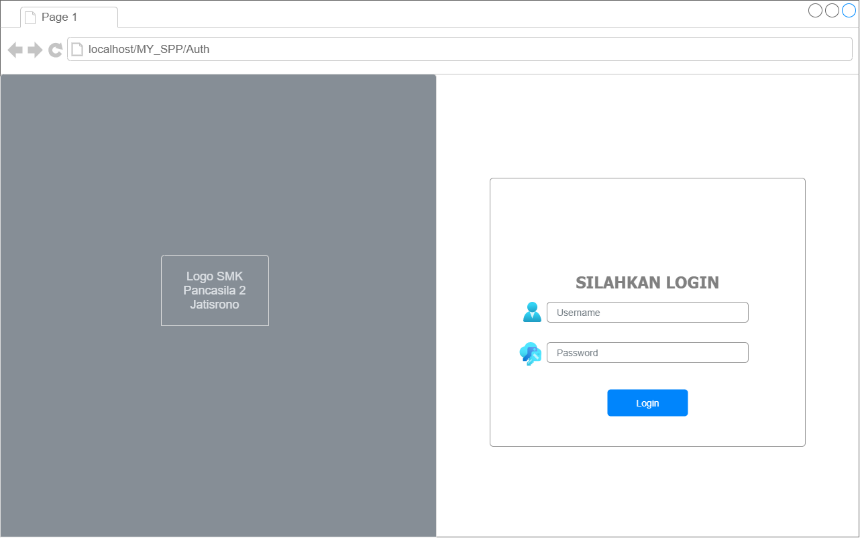 Page 1
localhost/MY_SPP/Auth
Logo SMK
Pancasila 2
Jatisrono
SILAHKAN LOGIN
Username
Password
Login